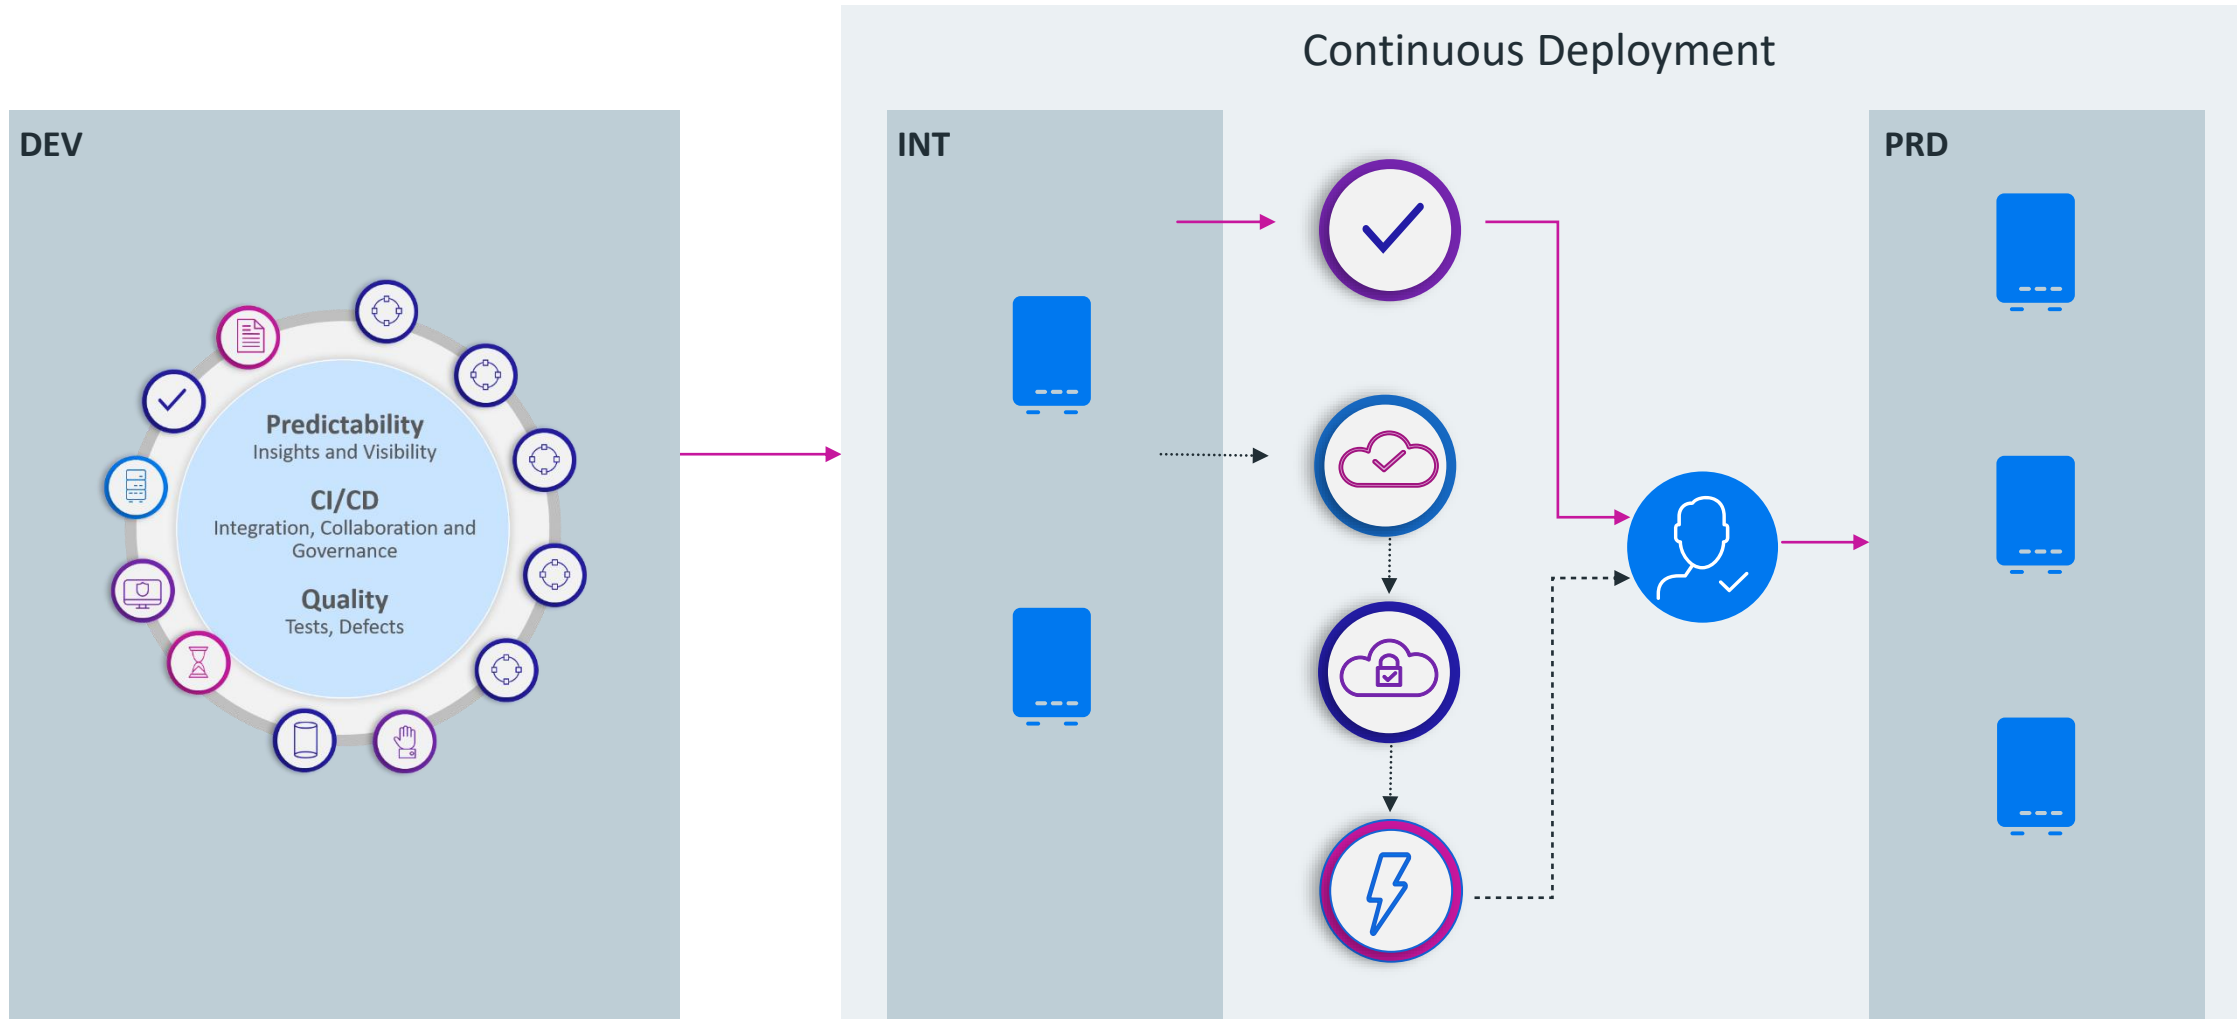 Continuous Deployment
DEV
INT
PRD
Predictability
Insights and Visibility
CI/CD
Integration, Collaboration and
Governance
Quality
Tests, Defects